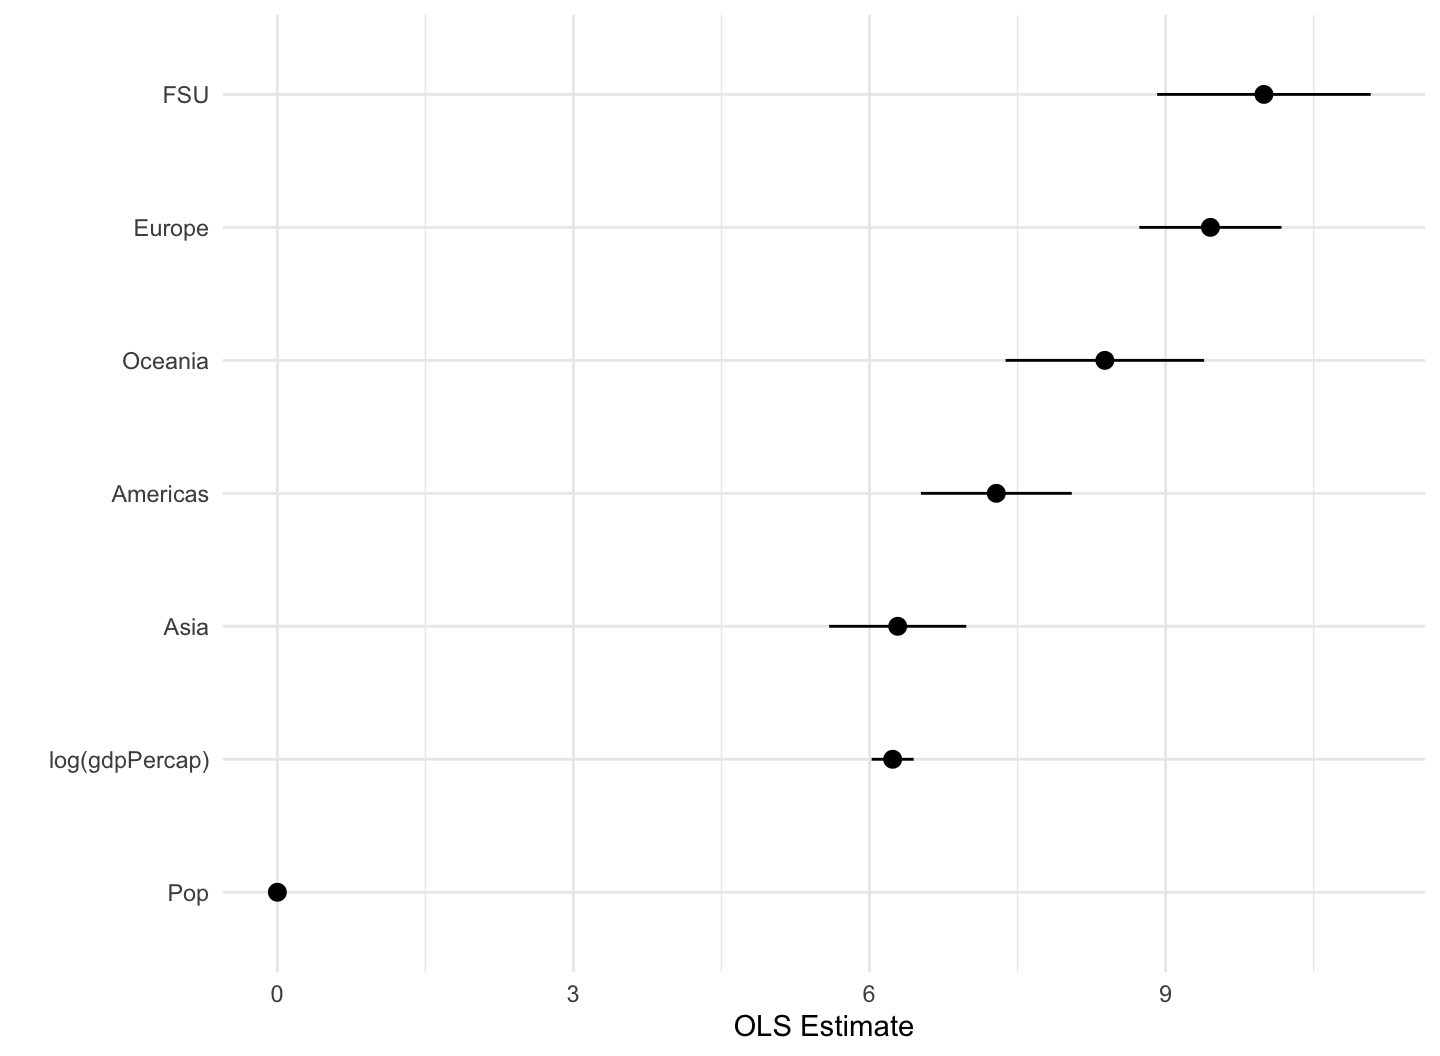 FSU
Europe
Oceania
Americas
Asia
log(gdpPercap)
Pop
0 3 6 9
OLS Estimate